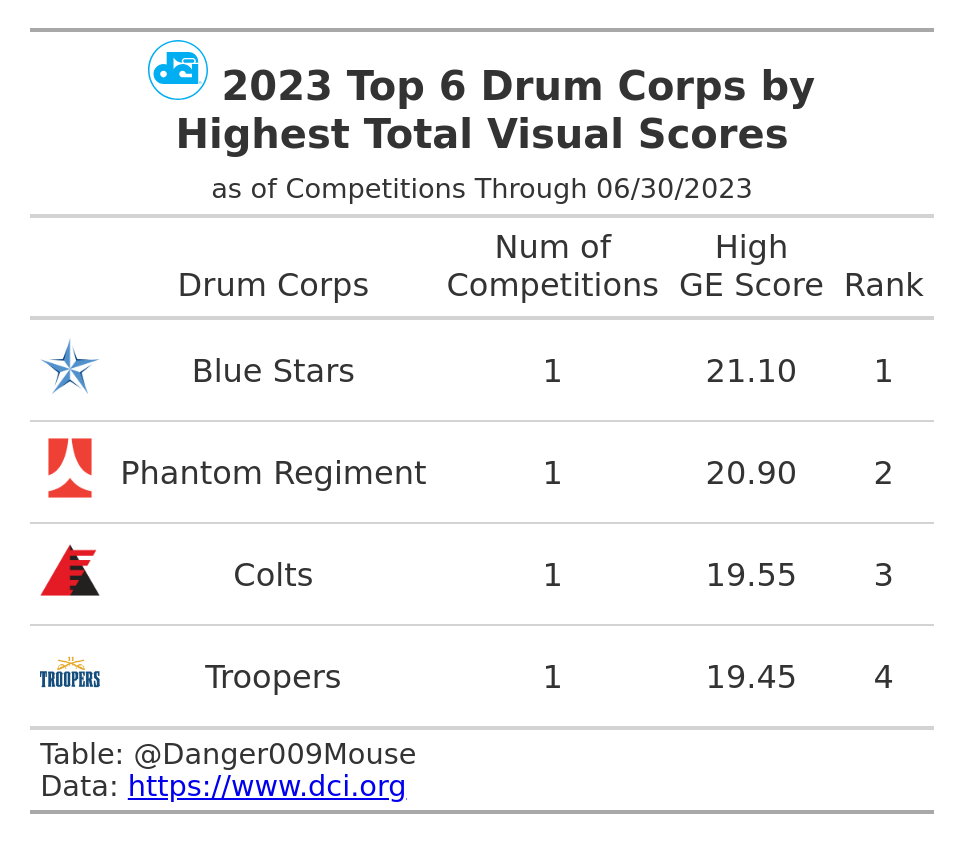 dci
2023 Top 6 Drum Corps by
Highest Total Visual Scores
as of Competitions Through 06/30/2023
Drum Corps Num of Competitions High GE Score Rank
Blue Stars 1 21.10 1
Phantom Regiment 1 20.90 2
Colts 1 19.55 3
TROOPERS Troopers 1 19.45 4
Table: @Danger009Mouse
Data: https://www.dci.org